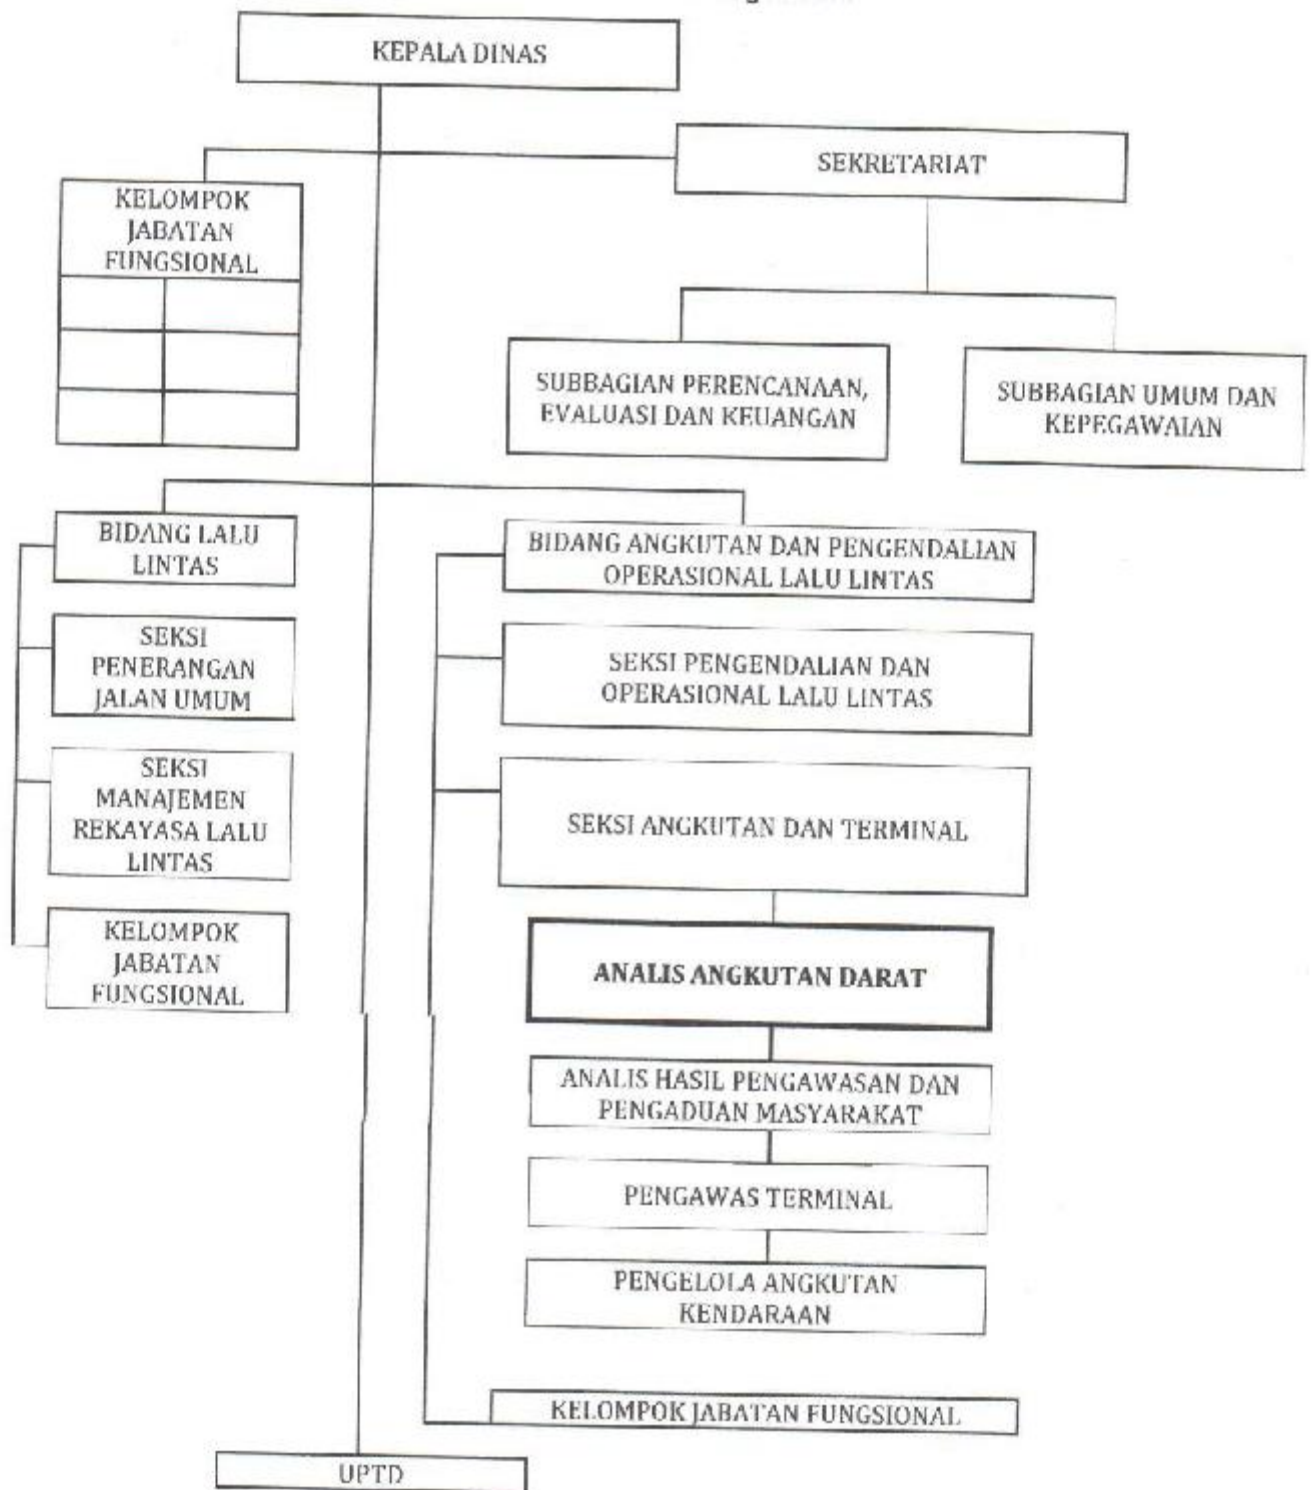 KEPALA DINAS
SEKRETARIAT
KELOMPOK
JABATAN
FUNGSIONAL
SUBBAGIAN PERENCANAAN,
EVALUASI DAN KEUANGAN
SUBBAGIAN UMUM DAN
KEPEGAWAIAN
BIDANG LALU
LINTAS
SEKSI
PENERANGAN
JALAN UMUM
SEKSI
MANAJEMEN
REKAYASA LALU
LINTAS
KELOMPOK
JABATAN
FUNGSIONAL
BIDANG ANGKUTAN DAN PENGENDALIAN
OPERASIONAL LALU LINTAS
SEKSI PENGENDALIAN DAN
OPERASIONAL LALU LINTAS
SEKSI ANGKUTAN DAN TERMINAL
ANALIS ANGKUTAN DARAT
ANALIS HASIL PENGAWASAN DAN
PENGADUAN MASYARAKAT
PENGAWAS TERMINAL
PENGELOLA ANGKUTAN
KENDARAAN
KELOMPOK JABATAN FUNGSIONAL
UPTD